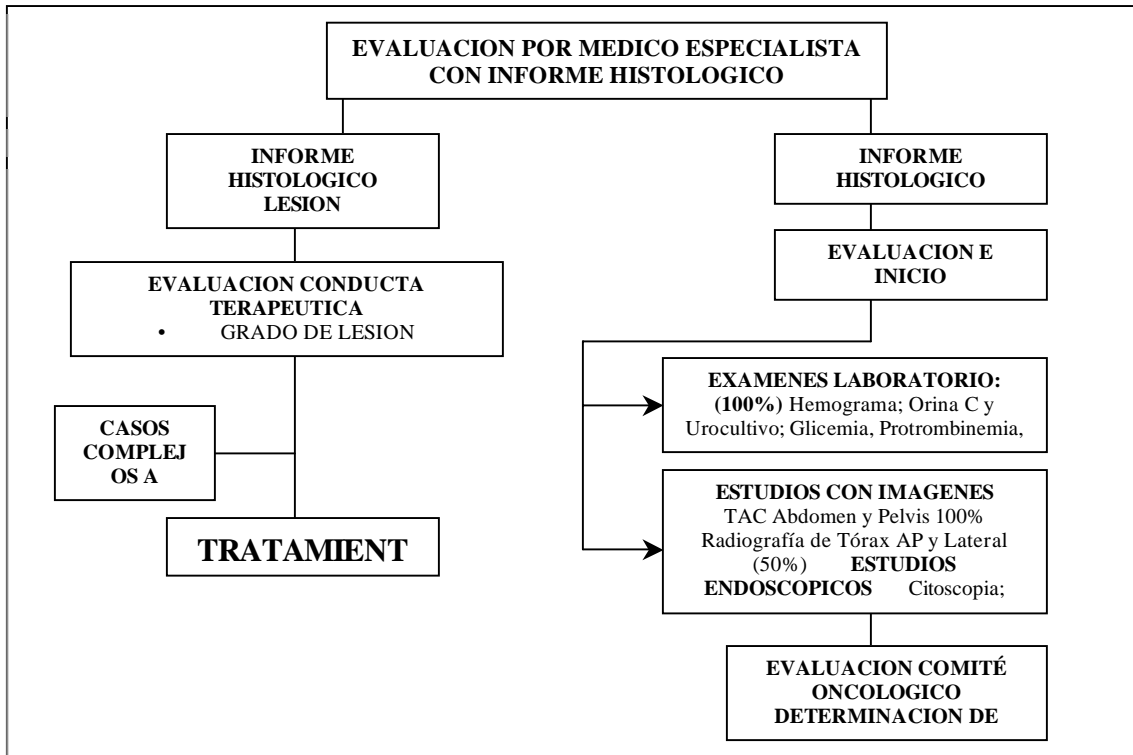 EVALUACION POR MEDICO ESPECIALISTA
CON INFORME HISTOLOGICO
INFORME
HISTOLOGICO
LESION
EVALUACION CONDUCTA
TERAPEUTICA
• GRADO DE LESION
CASOS
COMPLEJ
OS A
TRATAMIENT
INFORME
HISTOLOGICO
EVALUACION E
INICIO
EXAMENES LABORATORIO:
(100%) Hemograma; Orina C y
Urocultivo; Glicemia, Protrombinemia,
ESTUDIOS CON IMAGENES
TAC Abdomen y Pelvis 100%
Radiografía de Tórax AP y Lateral
(50%) ESTUDIOS
ENDOSCOPICOS Citoscopia;
EVALUACION COMITÉ
ONCOLOGICO
DETERMINACION DE